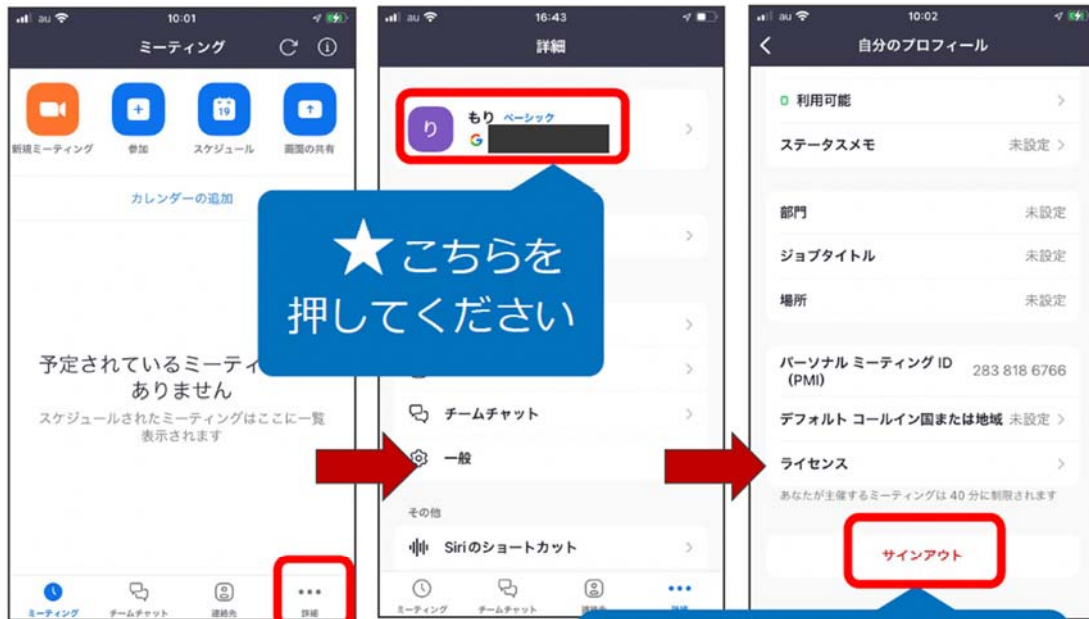 au
10:01
ミーティング
新規ミーティング
参加
19
スケジュール
画面の共有
カレンダーの追加
予定されているミーティ
ありません
スケジュールされたミーティングはここに一覧
表示されます
ミーティング
チームチャット
連絡先
詳細
au
16:43
詳細
り
もり ベーシック
G
★こちらを
押してください
チームチャット
一般
その他
Siriのショートカット
ミーティング
チームチャット
au
10:02
自分のプロフィール
利用可能
ステータスメモ 未設定
部門 未設定
ジョブタイトル 未設定
場所 未設定
パーソナル ミーティング ID
(PMI)
283 818 6766
デフォルト コールイン国または地域 未設定
ライセンス
あなたが主催するミーティングは 40 分に制限されます
サインアウト